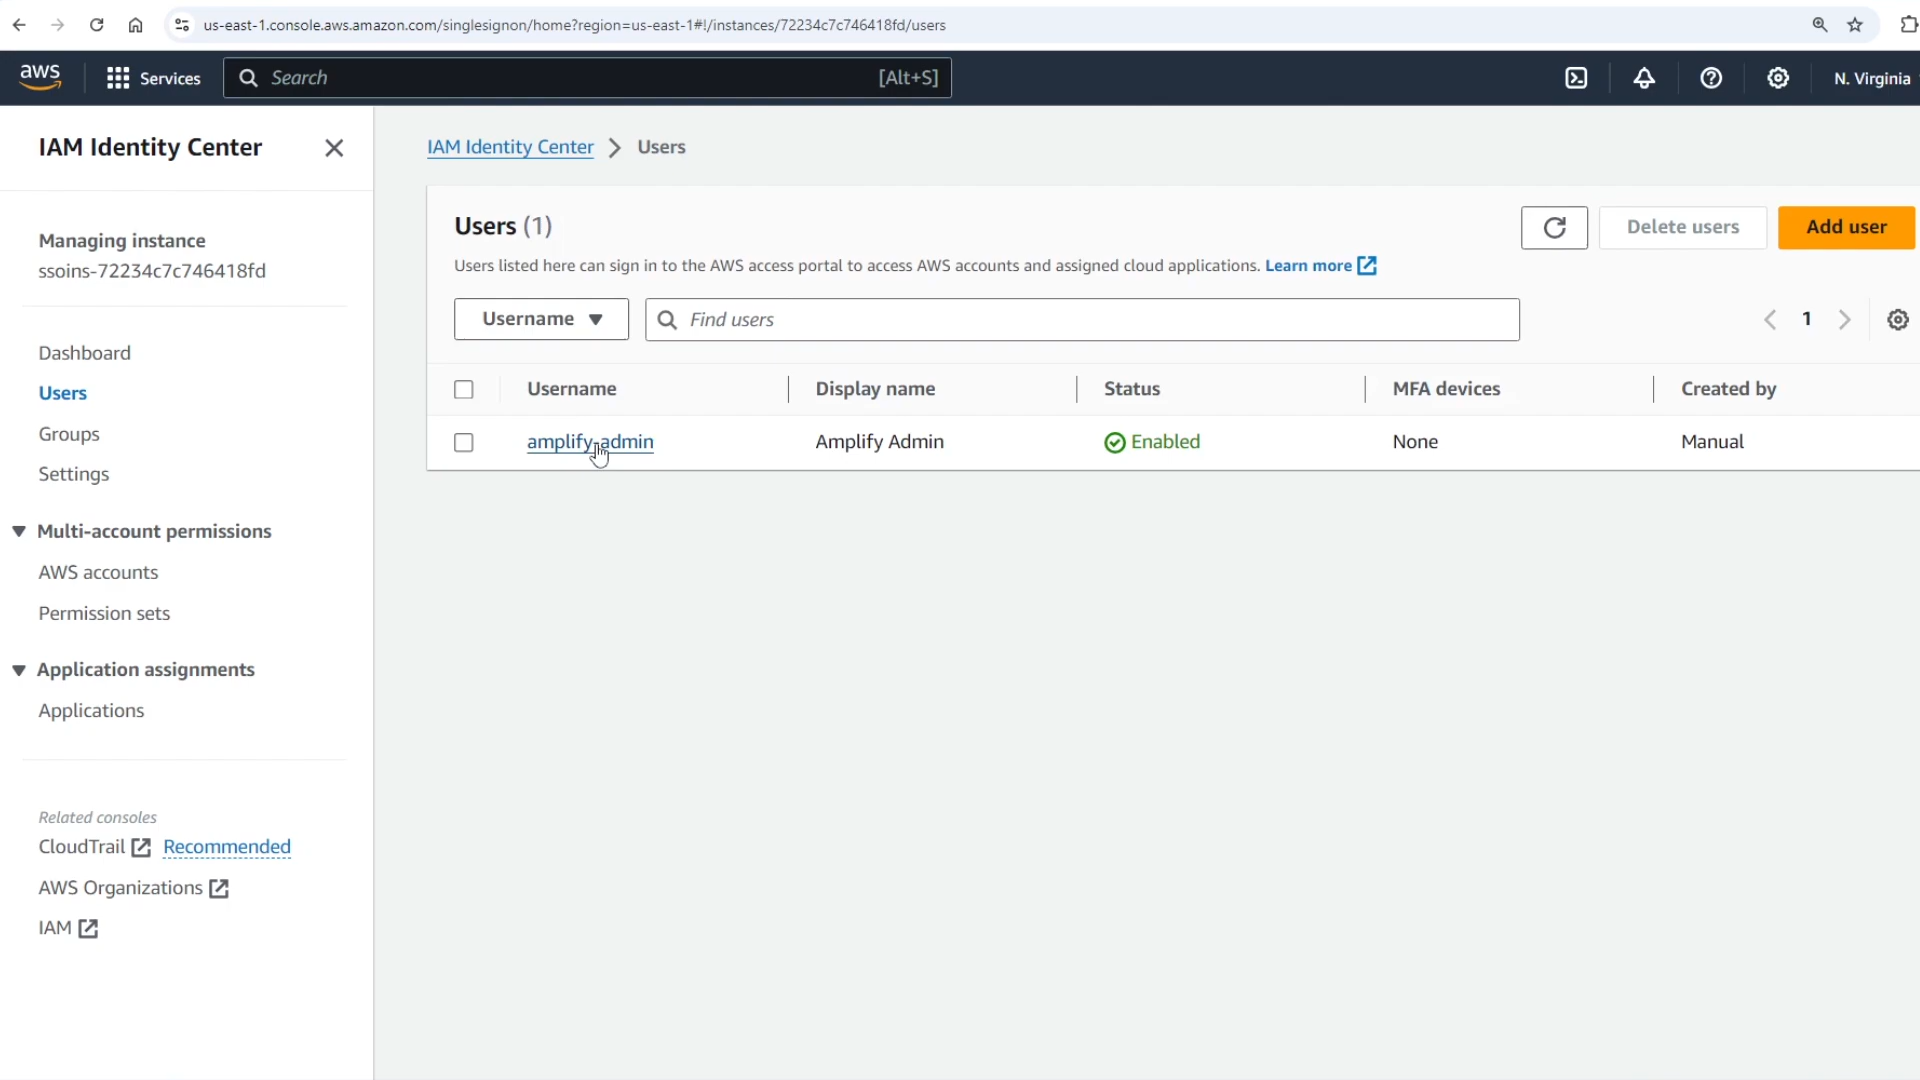 us-east-1.console.aws.amazon.com/singlesignon/home?region=us-east-1#!/instances/72234c7c746418fd/users
aws
Services
Search
[Alt+S]
N. Virginia
IAM Identity Center
Managing instance
ssoins-72234c7c746418fd
Dashboard
Users
Groups
Settings
Multi-account permissions
AWS accounts
Permission sets
Application assignments
Applications
Related consoles
CloudTrail Recommended
AWS Organizations
IAM
IAM Identity Center > Users
Users (1)
Delete users
Add user
Users listed here can sign in to the AWS access portal to access AWS accounts and assigned cloud applications. Learn more
Username
Find users
1
Username Display name Status MFA devices Created by
amplify-admin Amplify Admin Enabled None Manual